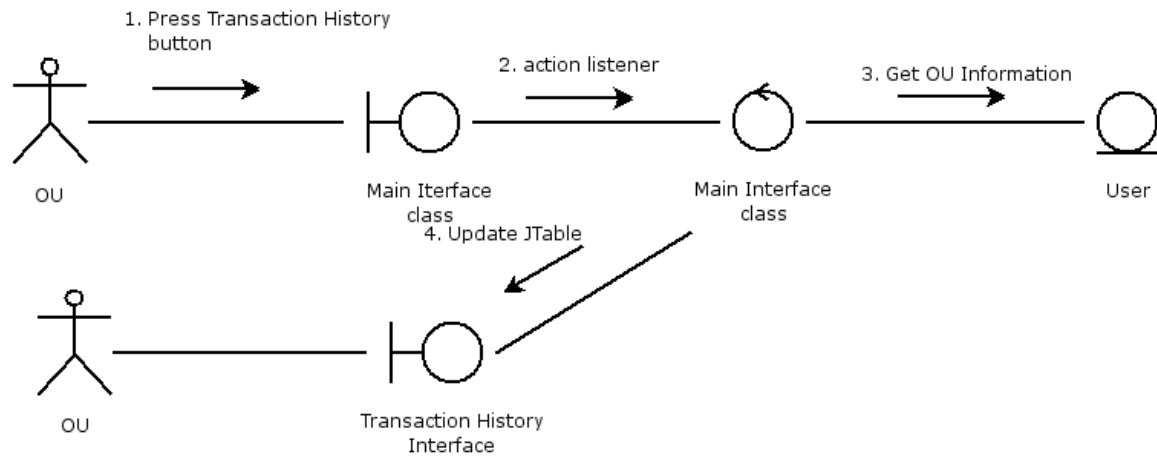 1. Press Transaction History
button
2. action listener
3. Get OU Information
OU
Main Iterface
class
Main Interface
class
User
4. Update JTable
OU
Transaction History
Interface